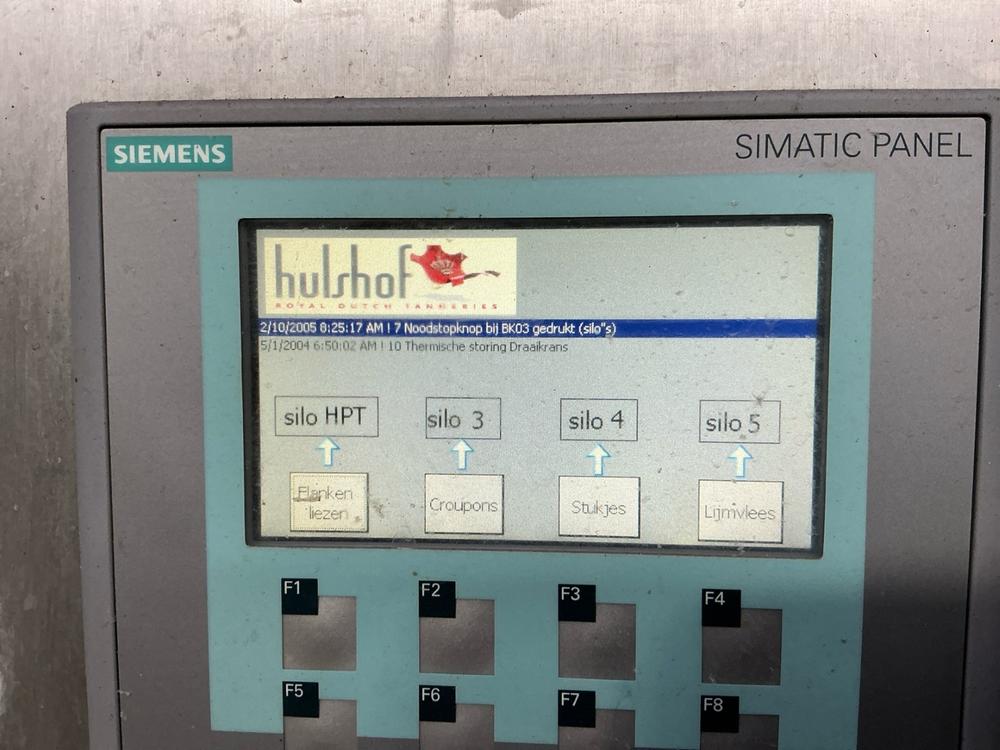 SIEMENS
SIMATIC PANEL
hulshof
ROYAL DUTCH TANNERIES
2/10/2005 8:25:17 AM ! 7 Noodstopknop bij BK03 gedrukt (silo"s)
5/1/2004 6:50:02 AM ! 10 Thermische storing Draaikrans
silo HPT
silo 3
silo 4
silo 5
Flanken
liezen
Croupons
Stukjes
Lijmvlees
F1
F2
F3
F4
F5
F6
F7
F8